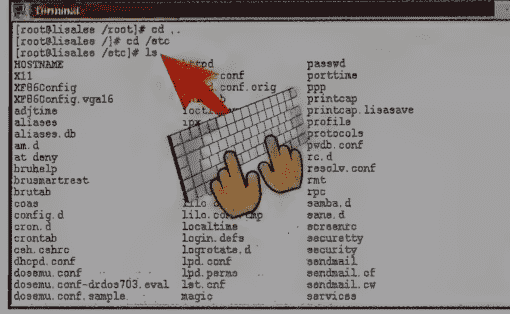 Terminal
[root@lisales /root]# cd ..
[root@lisales /]# cd /etc
[root@lisales /etc]# ls
HOSTNAME passwd
X11 conf porttime
XF86Config conf.orig ppp
XF86Config.vga16 printcap
adjtime printcap.lisasave
aliases profile
aliases.db protocols
am.d pwdb.conf
at deny rc.d
bruhelp resolv.conf
brusmartrest rmt
brutab rpc
coas samba.d
config.d sane.d
cron.d localtime screenrc
crontab login.defs securetty
csh.cshrc logrotate.d security
dhcpd.conf lpd.conf sendmail
dosemu.conf lpd.perms sendmail.cf
dosemu.conf-drdos703.eval lst.cnf sendmail.cw
dosemu.conf.sample magic services